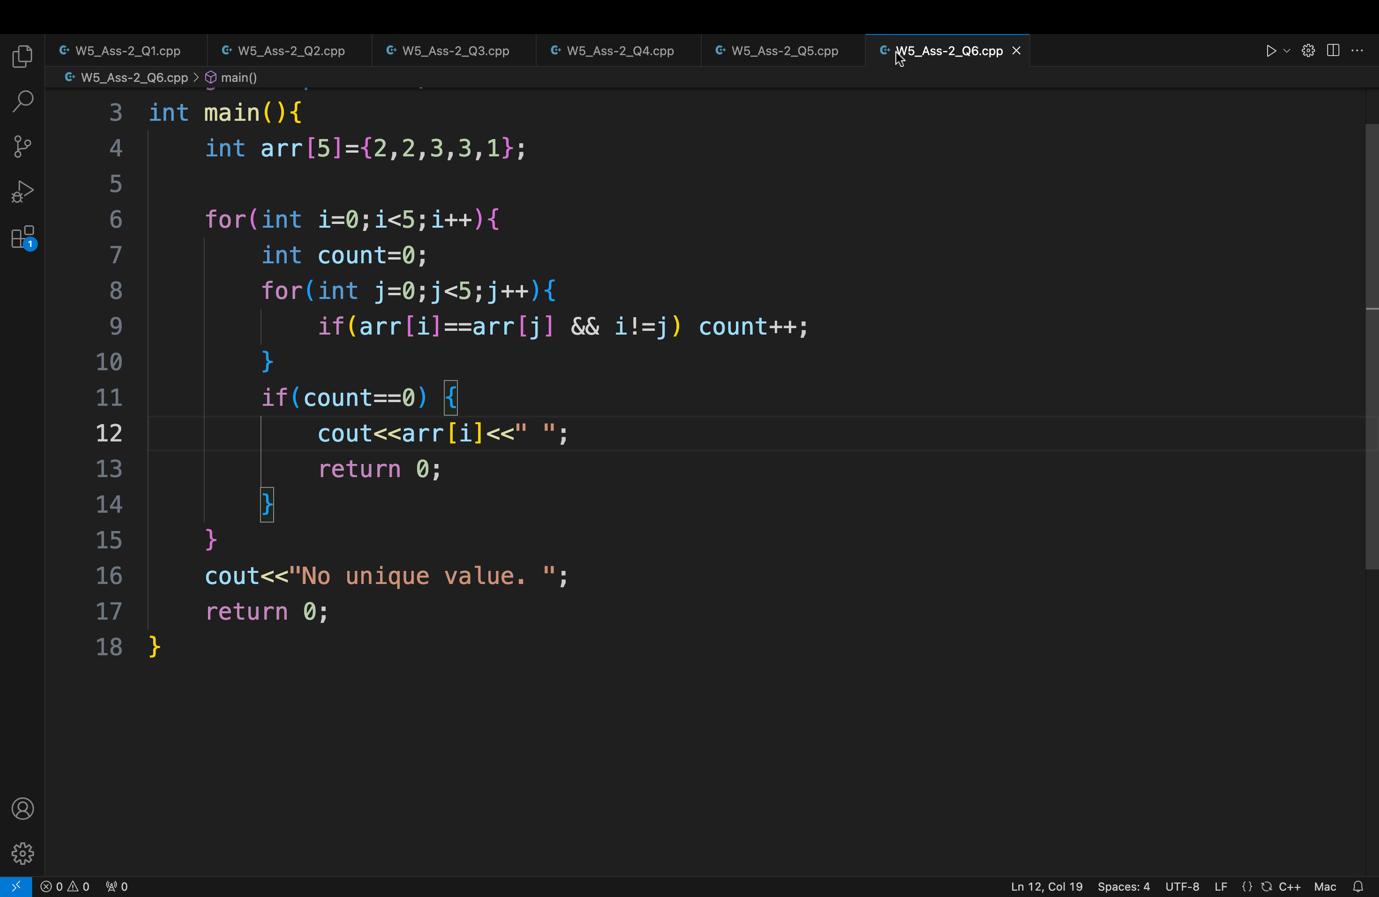 W5_Ass-2_Q1.cpp W5_Ass-2_Q2.cpp W5_Ass-2_Q3.cpp W5_Ass-2_Q4.cpp W5_Ass-2_Q5.cpp W5_Ass-2_Q6.cpp
W5_Ass-2_Q6.cpp > main()
3 int main(){
4     int arr[5]={2,2,3,3,1};
5
6     for(int i=0;i<5;i++){
7         int count=0;
8         for(int j=0;j<5;j++){
9             if(arr[i]==arr[j] && i!=j) count++;
10         }
11         if(count==0) {
12             cout<<arr[i]<<" ";
13             return 0;
14         }
15     }
16     cout<<"No unique value. ";
17     return 0;
18 }
1
0 0 0 Ln 12, Col 19 Spaces: 4 UTF-8 LF {} C++ Mac